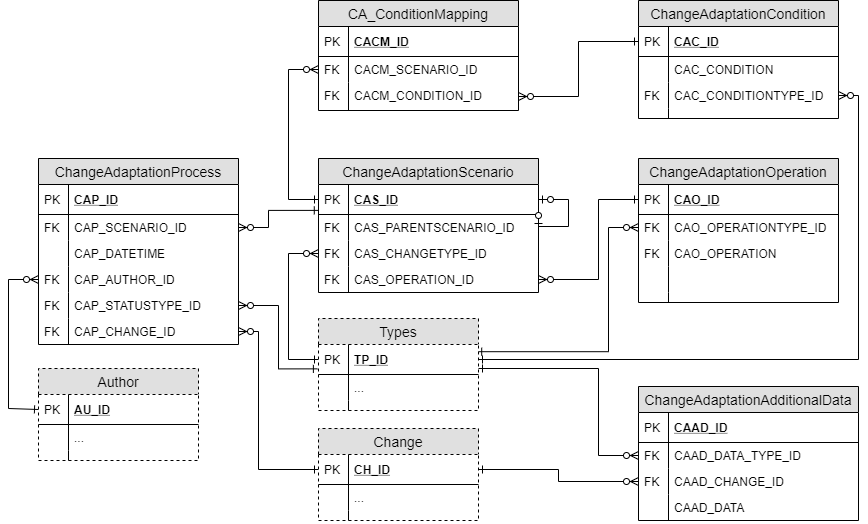 CA_ConditionMapping
PK CACM_ID
FK CACM_SCENARIO_ID
FK CACM_CONDITION_ID
ChangeAdaptationCondition
PK CAC_ID
CAC_CONDITION
FK CAC_CONDITIONTYPE_ID
ChangeAdaptationProcess
PK CAP_ID
FK CAP_SCENARIO_ID
CAP_DATETIME
FK CAP_AUTHOR_ID
FK CAP_STATUSTYPE_ID
FK CAP_CHANGE_ID
ChangeAdaptationScenario
PK CAS_ID
FK CAS_PARENTSCENARIO_ID
FK CAS_CHANGETYPE_ID
FK CAS_OPERATION_ID
ChangeAdaptationOperation
PK CAO_ID
FK CAO_OPERATIONTYPE_ID
FK CAO_OPERATION
Types
PK TP_ID
...
Author
PK AU_ID
...
Change
PK CH_ID
...
ChangeAdaptationAdditionalData
PK CAAD_ID
FK CAAD_DATA_TYPE_ID
FK CAAD_CHANGE_ID
CAAD_DATA